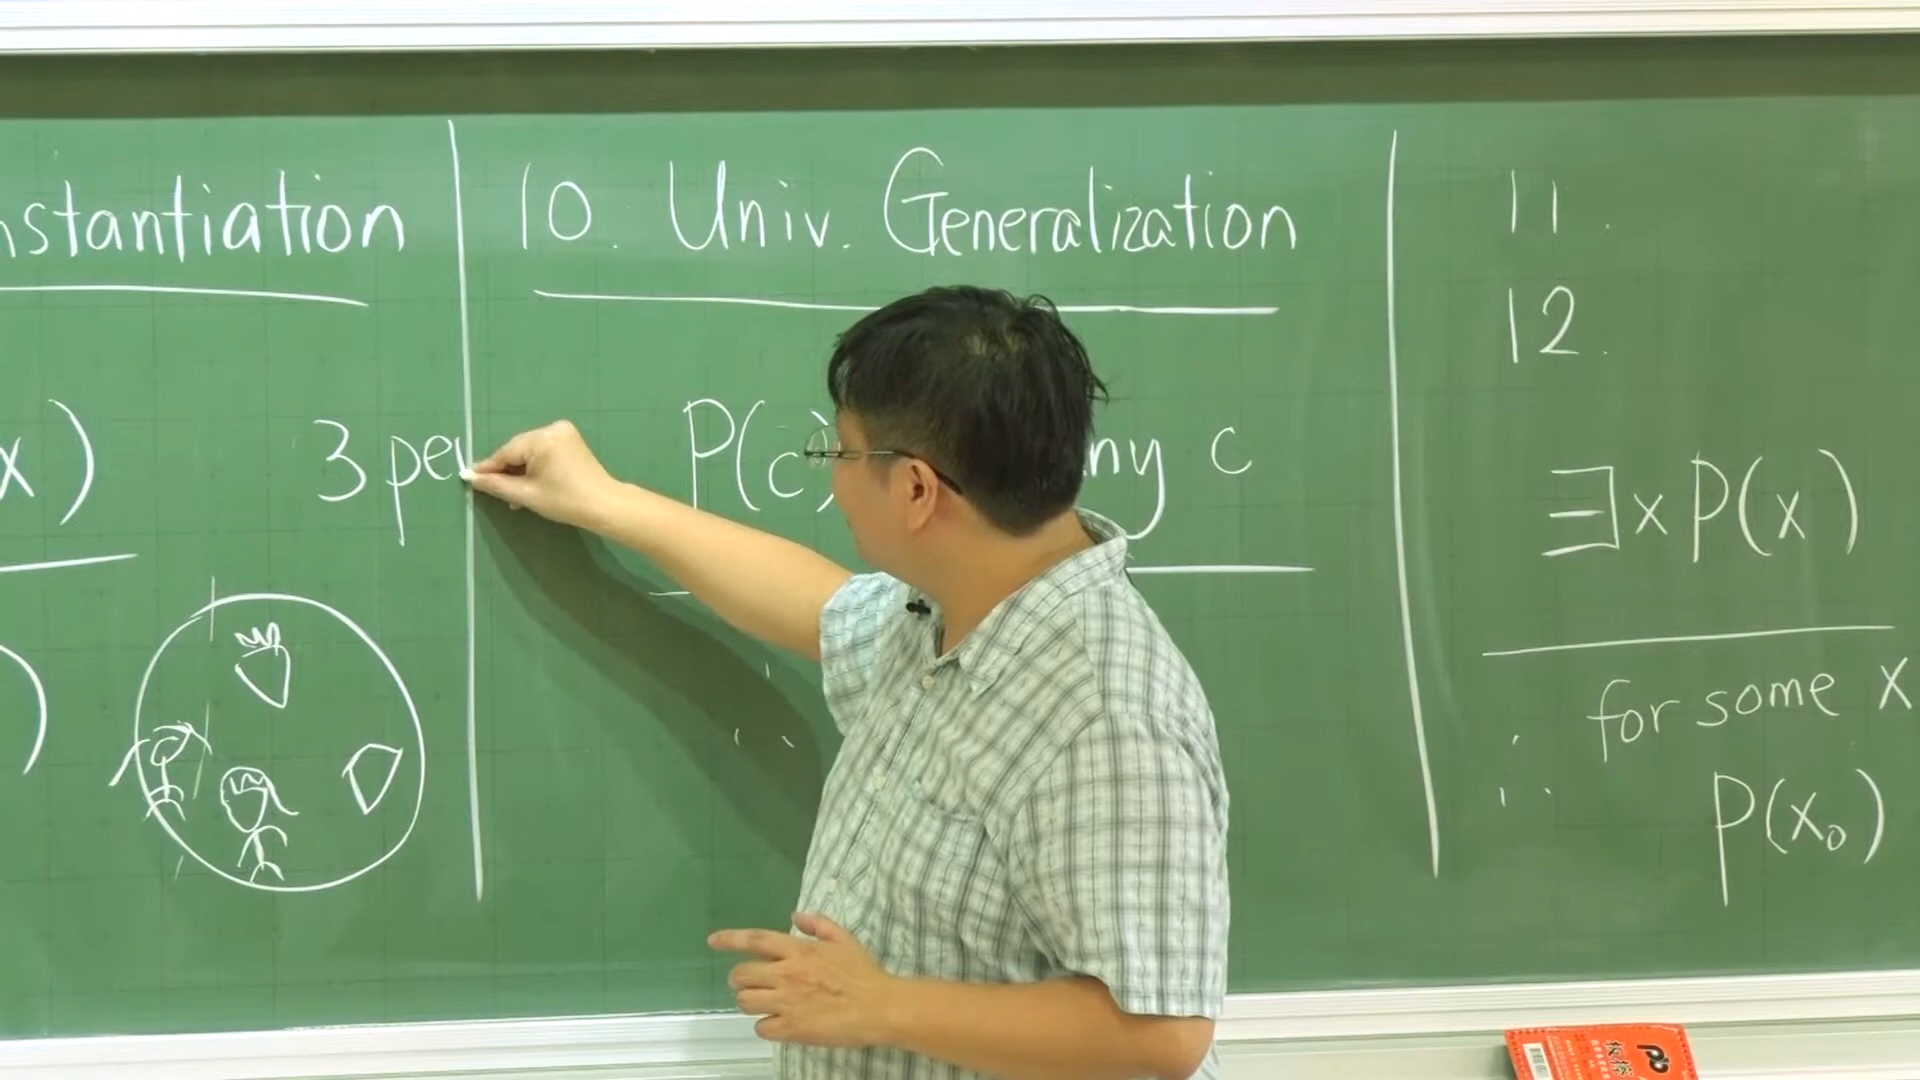 nstantiation
x)
3 pe
)
10. Univ. Generalization
P(c) ny c
11.
12.
∃x P(x)
for some x
∴ P(x₀)